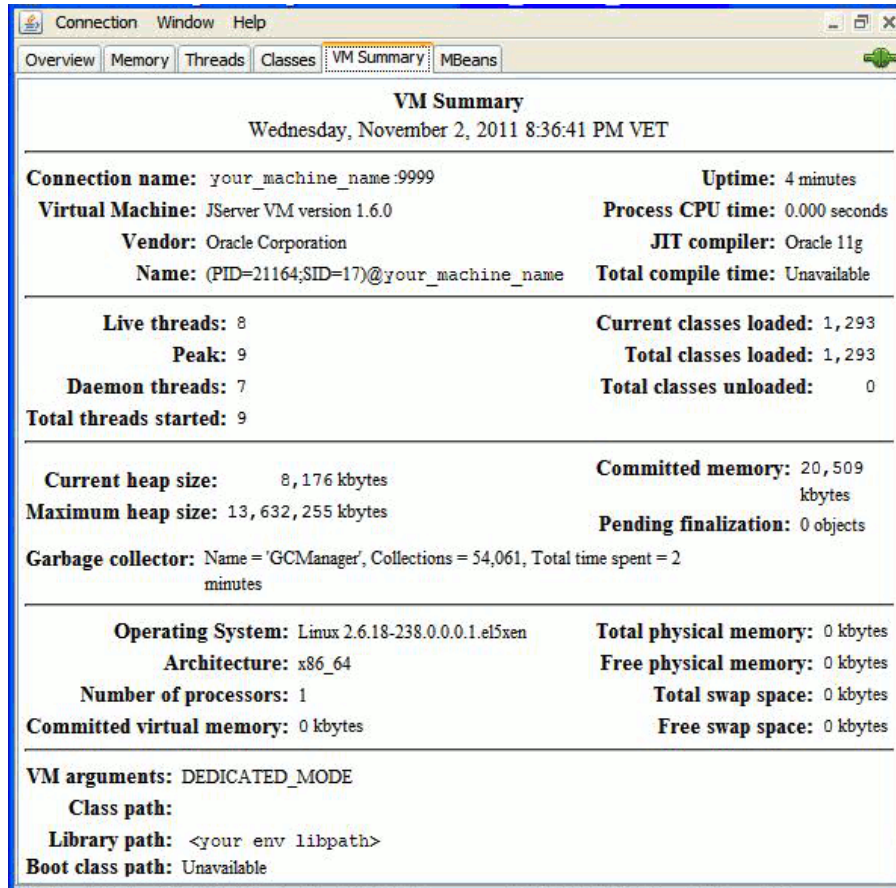 Connection Window Help
Overview Memory Threads Classes VM Summary MBeans
VM Summary
Wednesday, November 2, 2011 8:36:41 PM VET
Connection name: your_machine_name:9999
Virtual Machine: JServer VM version 1.6.0
Vendor: Oracle Corporation
Name: (PID=21164;SID=17)@your_machine_name
Uptime: 4 minutes
Process CPU time: 0.000 seconds
JIT compiler: Oracle 11g
Total compile time: Unavailable
Live threads: 8
Peak: 9
Daemon threads: 7
Total threads started: 9
Current classes loaded: 1,293
Total classes loaded: 1,293
Total classes unloaded: 0
Current heap size: 8,176 kbytes
Maximum heap size: 13,632,255 kbytes
Committed memory: 20,509
kbytes
Pending finalization: 0 objects
Garbage collector: Name = 'GCManager', Collections = 54,061, Total time spent = 2
minutes
Operating System: Linux 2.6.18-238.0.0.0.1.el5xen
Architecture: x86_64
Number of processors: 1
Committed virtual memory: 0 kbytes
Total physical memory: 0 kbytes
Free physical memory: 0 kbytes
Total swap space: 0 kbytes
Free swap space: 0 kbytes
VM arguments: DEDICATED_MODE
Class path:
Library path: <your env libpath>
Boot class path: Unavailable